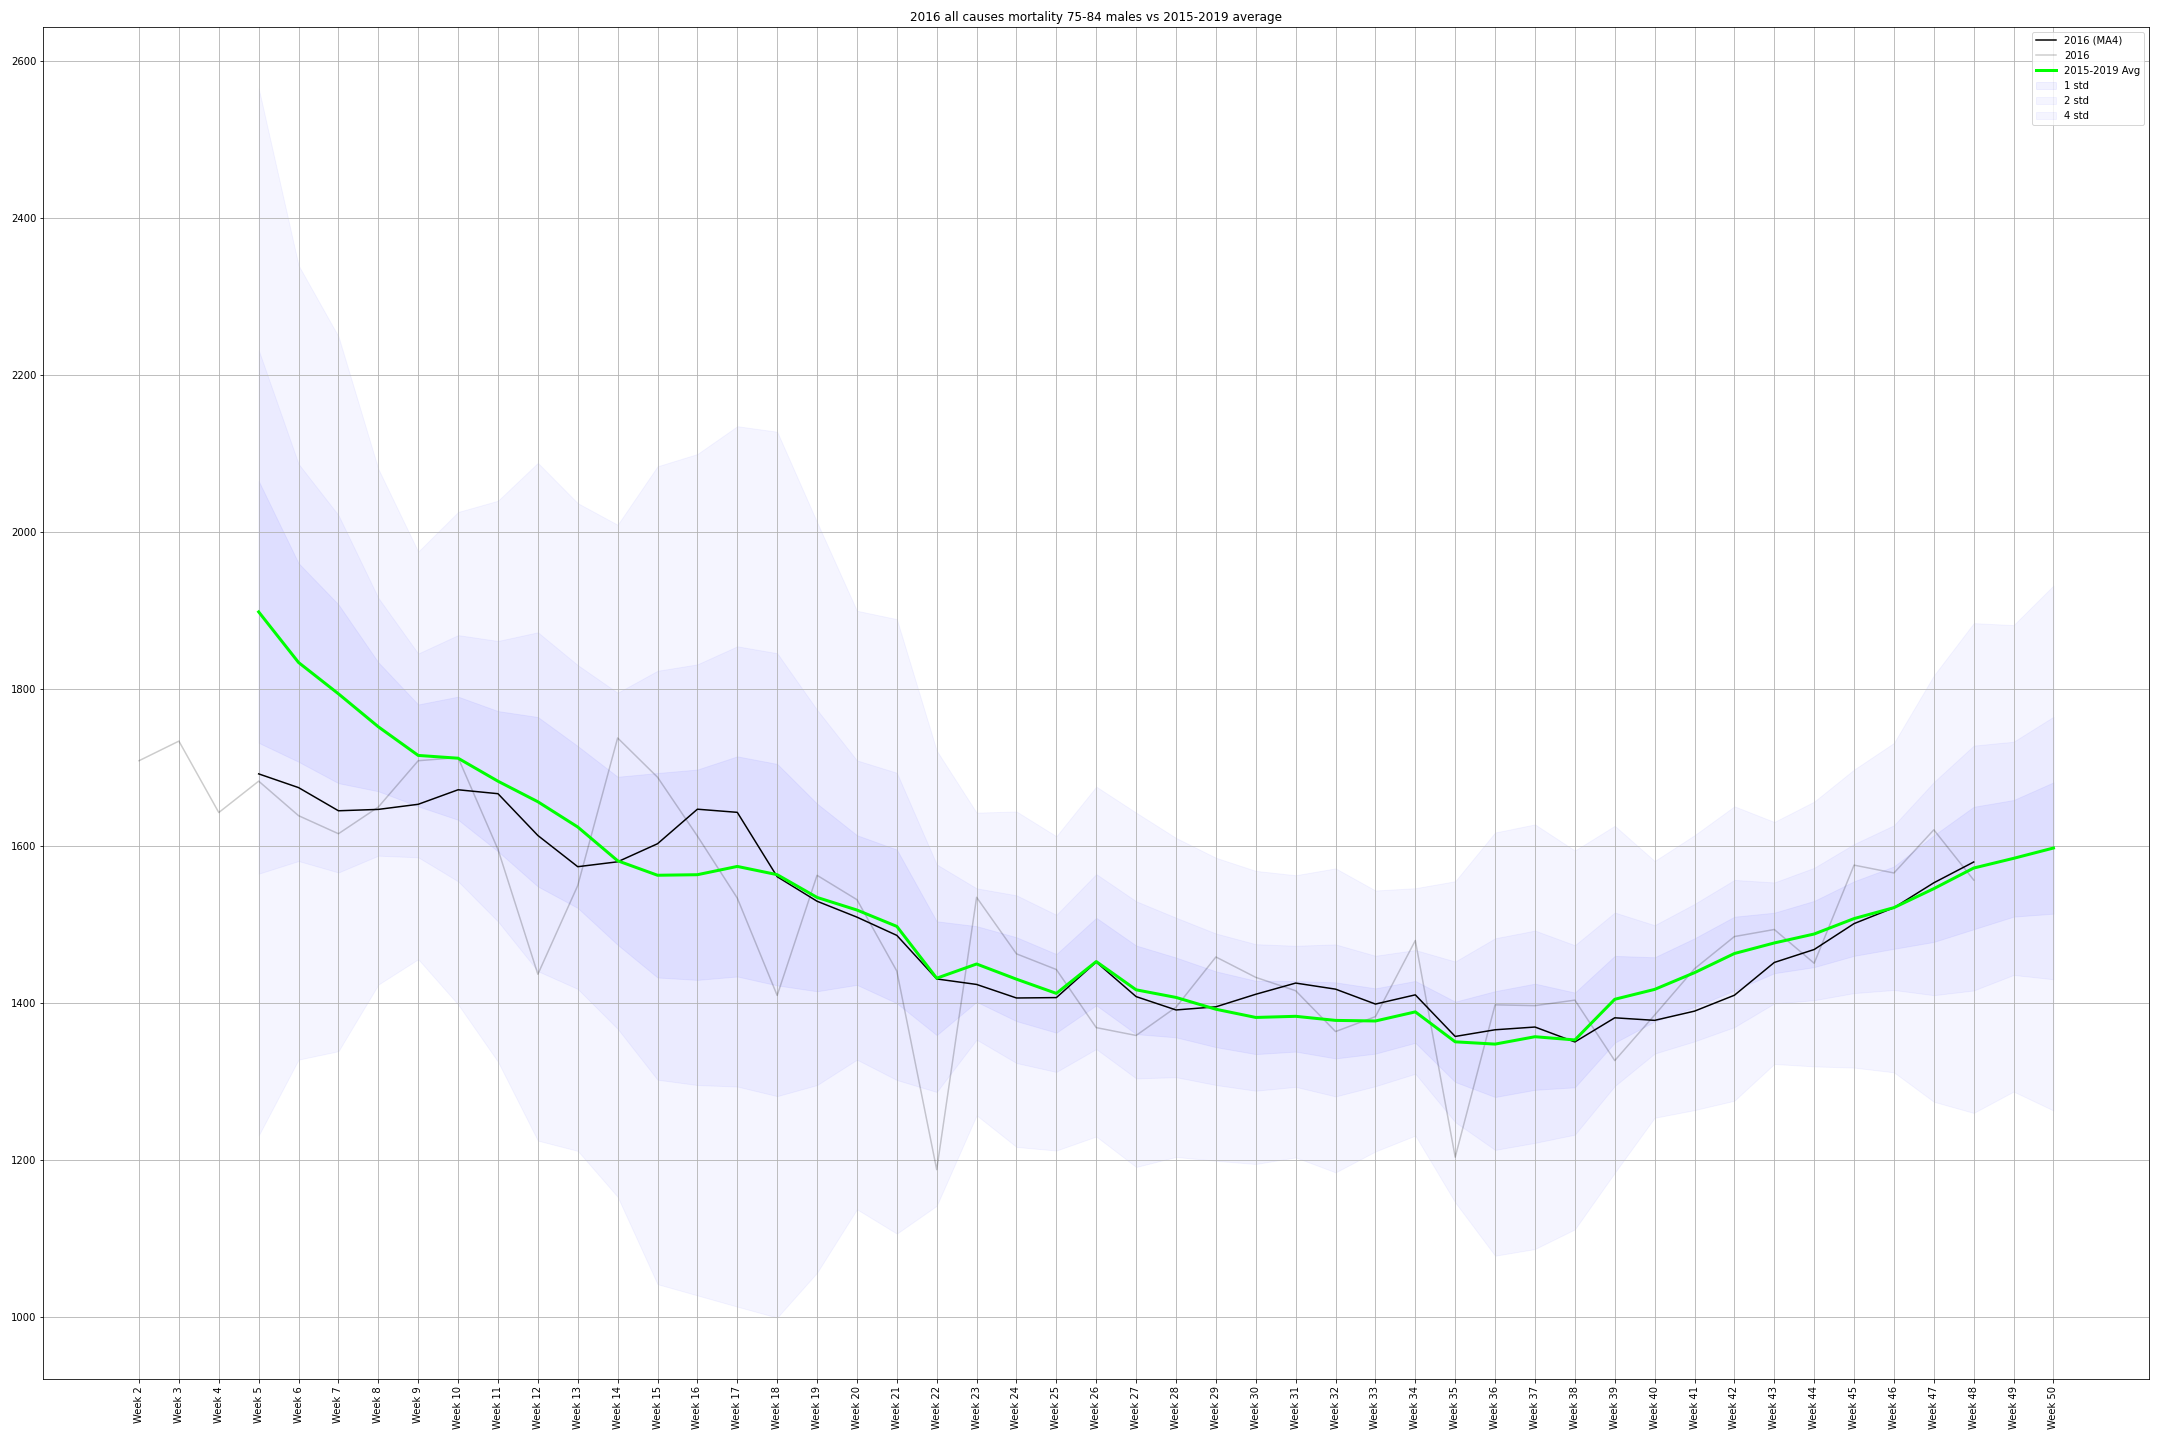 2016 all causes mortality 75-84 males vs 2015-2019 average
2016 (MA4)
2016
2015-2019 Avg
1 std
2 std
4 std
2600
2400
2200
2000
1800
1600
1400
1200
1000
Week 2
Week 3
Week 4
Week 5
Week 6
Week 7
Week 8
Week 9
Week 10
Week 11
Week 12
Week 13
Week 14
Week 15
Week 16
Week 17
Week 18
Week 19
Week 20
Week 21
Week 22
Week 23
Week 24
Week 25
Week 26
Week 27
Week 28
Week 29
Week 30
Week 31
Week 32
Week 33
Week 34
Week 35
Week 36
Week 37
Week 38
Week 39
Week 40
Week 41
Week 42
Week 43
Week 44
Week 45
Week 46
Week 47
Week 48
Week 49
Week 50